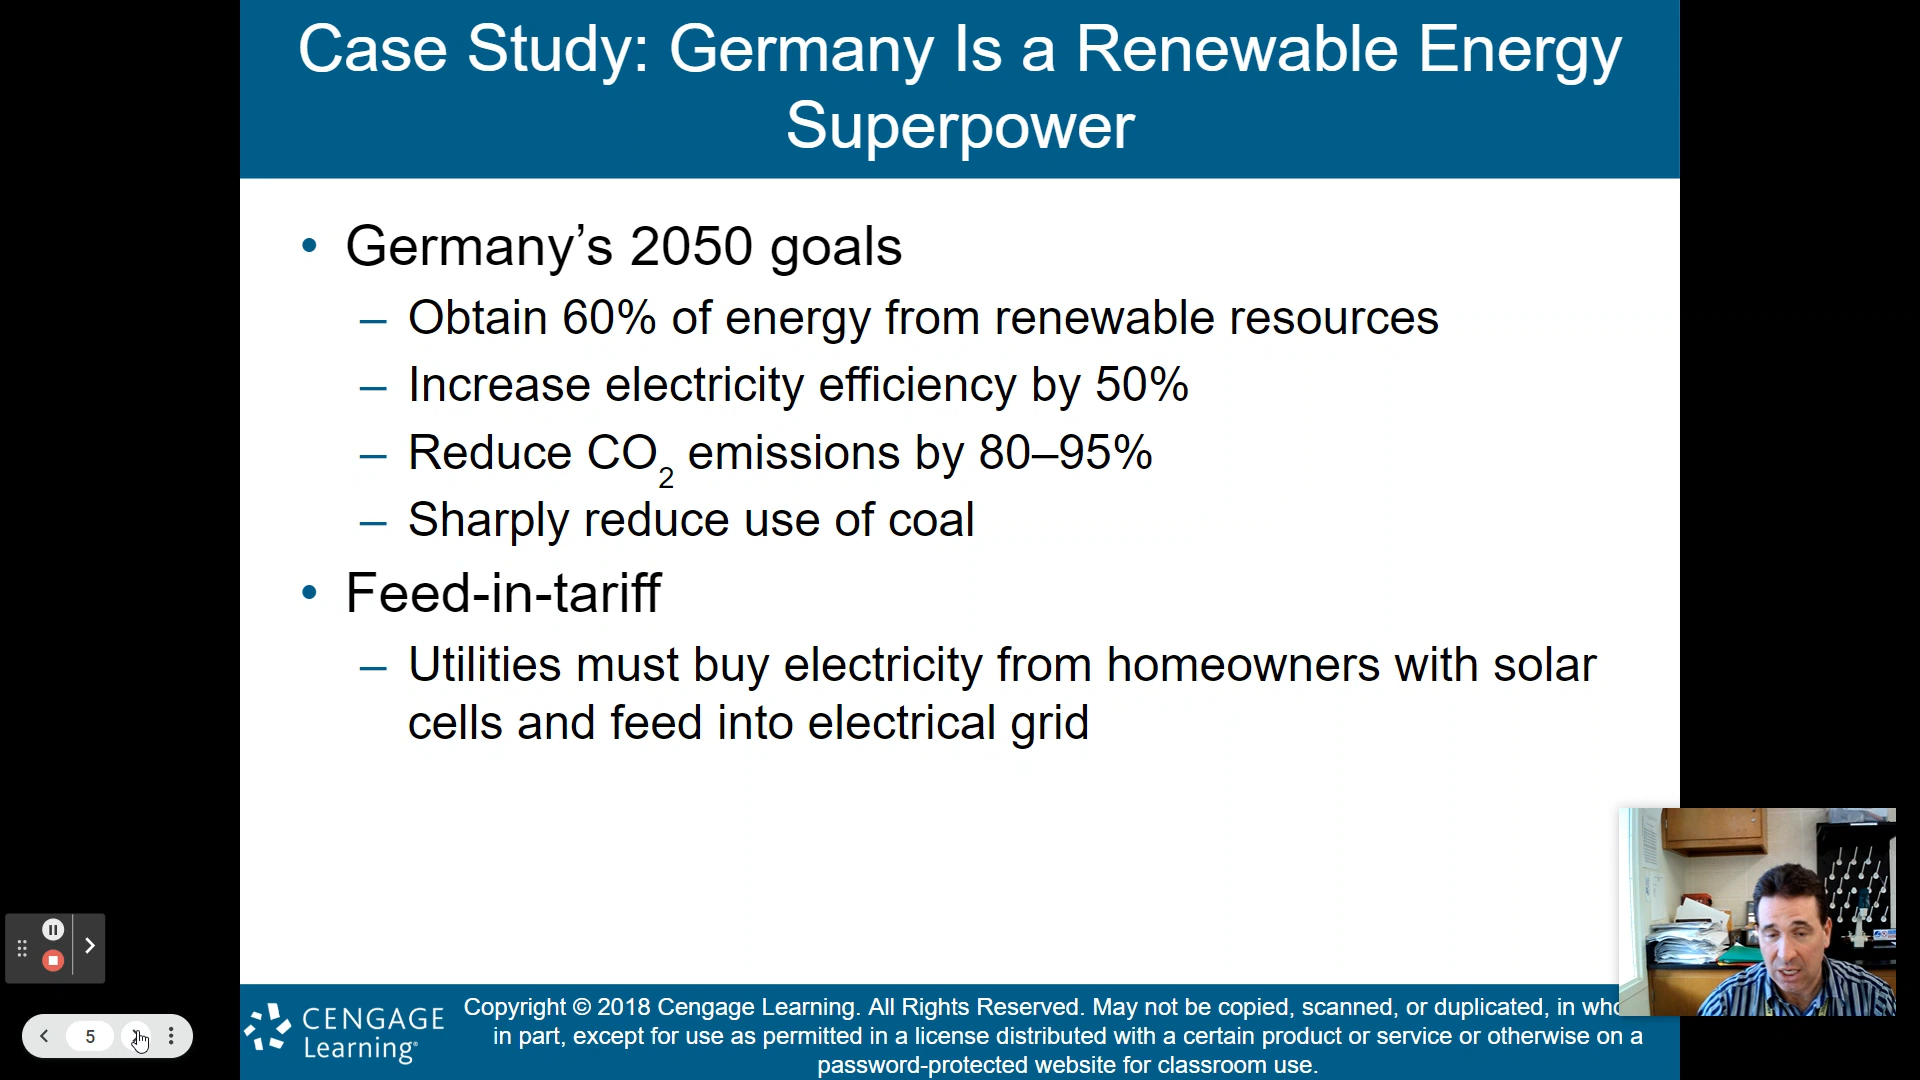 Case Study: Germany Is a Renewable Energy
Superpower
• Germany’s 2050 goals
– Obtain 60% of energy from renewable resources
– Increase electricity efficiency by 50%
– Reduce CO2 emissions by 80–95%
– Sharply reduce use of coal
• Feed-in-tariff
– Utilities must buy electricity from homeowners with solar
cells and feed into electrical grid
5
CENGAGE
Learning®
Copyright © 2018 Cengage Learning. All Rights Reserved. May not be copied, scanned, or duplicated, in
in part, except for use as permitted in a license distributed with a certain product or service or otherwise on a
password-protected website for classroom use.